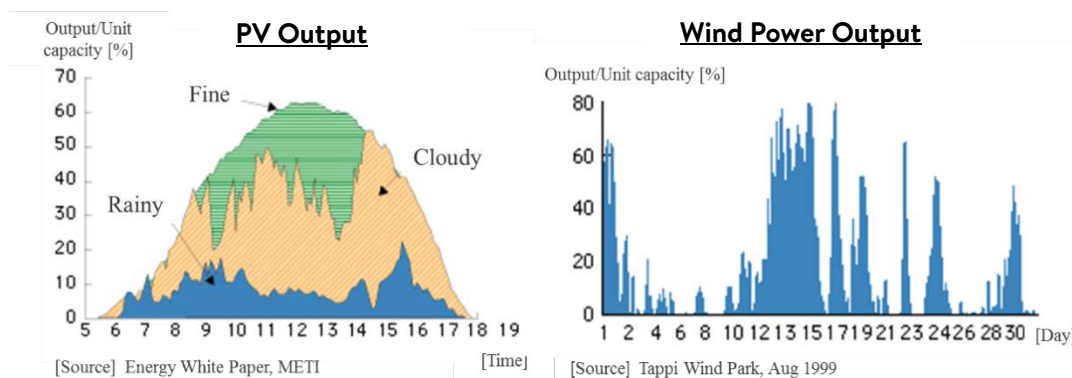 PV Output
Output/Unit
capacity [%]
70
60
50
40
30
20
10
0
Fine
Cloudy
Rainy
5 6 7 8 9 10 11 12 13 14 15 16 17 18 19
[Time]
[Source] Energy White Paper, METI
Wind Power Output
Output/Unit capacity [%]
80
60
40
20
0
1 2 4 6 8 10 12 13 15 17 19 21 23 24 26 28 30 [Day]
[Source] Tappi Wind Park, Aug 1999